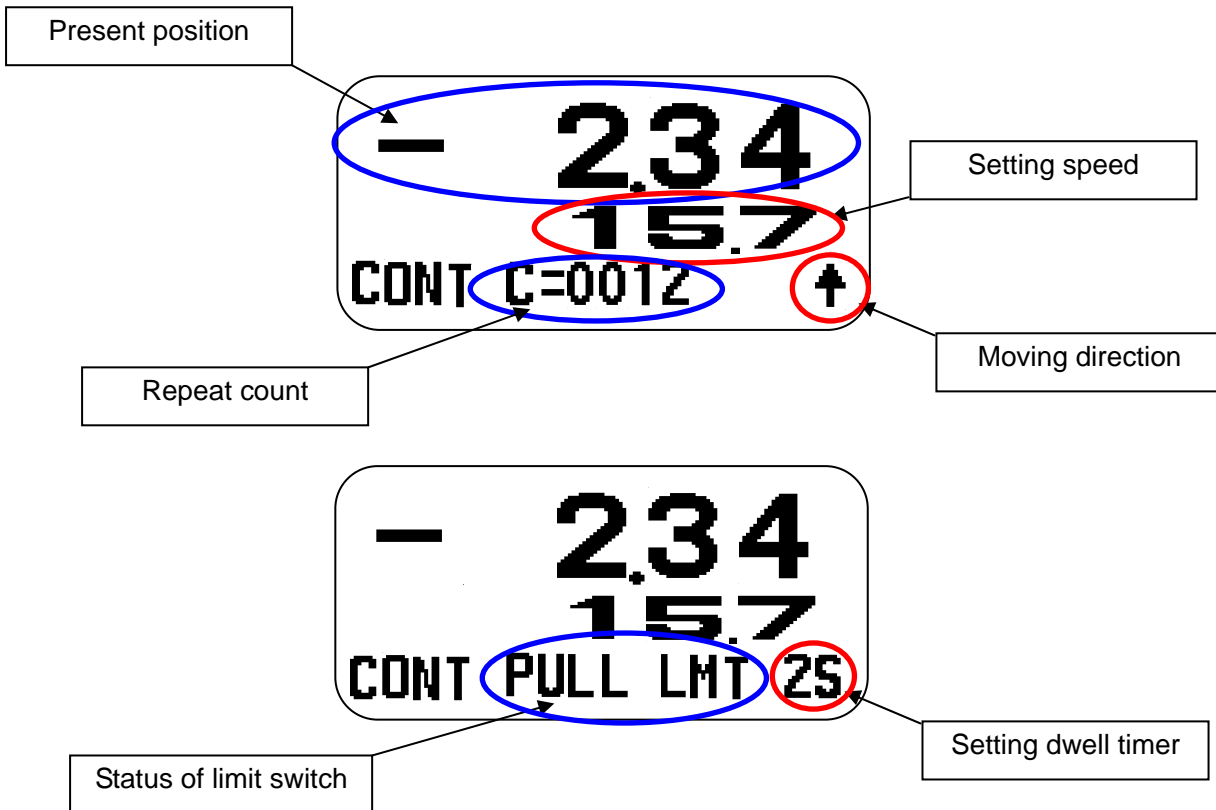 Present position
- 2.34
Setting speed
15.7
CONT C=0012 ↑
Moving direction
Repeat count
- 2.34
15.7
CONT PULL LMT 2S
Setting dwell timer
Status of limit switch